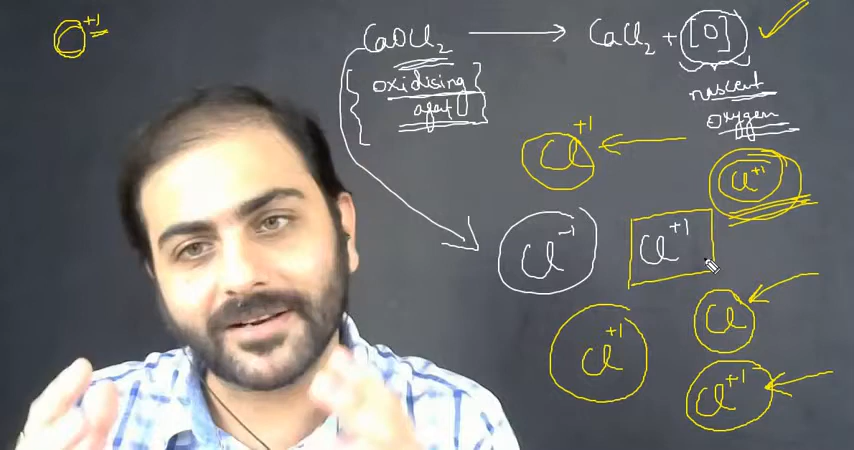 +1
CaOCl₂ → CaCl₂ + [O]
oxidising
agent
nascent
oxygen
Cl⁺¹
Cl⁺¹
Cl⁻¹ Cl⁺¹
Cl
Cl⁺¹
Cl⁺¹